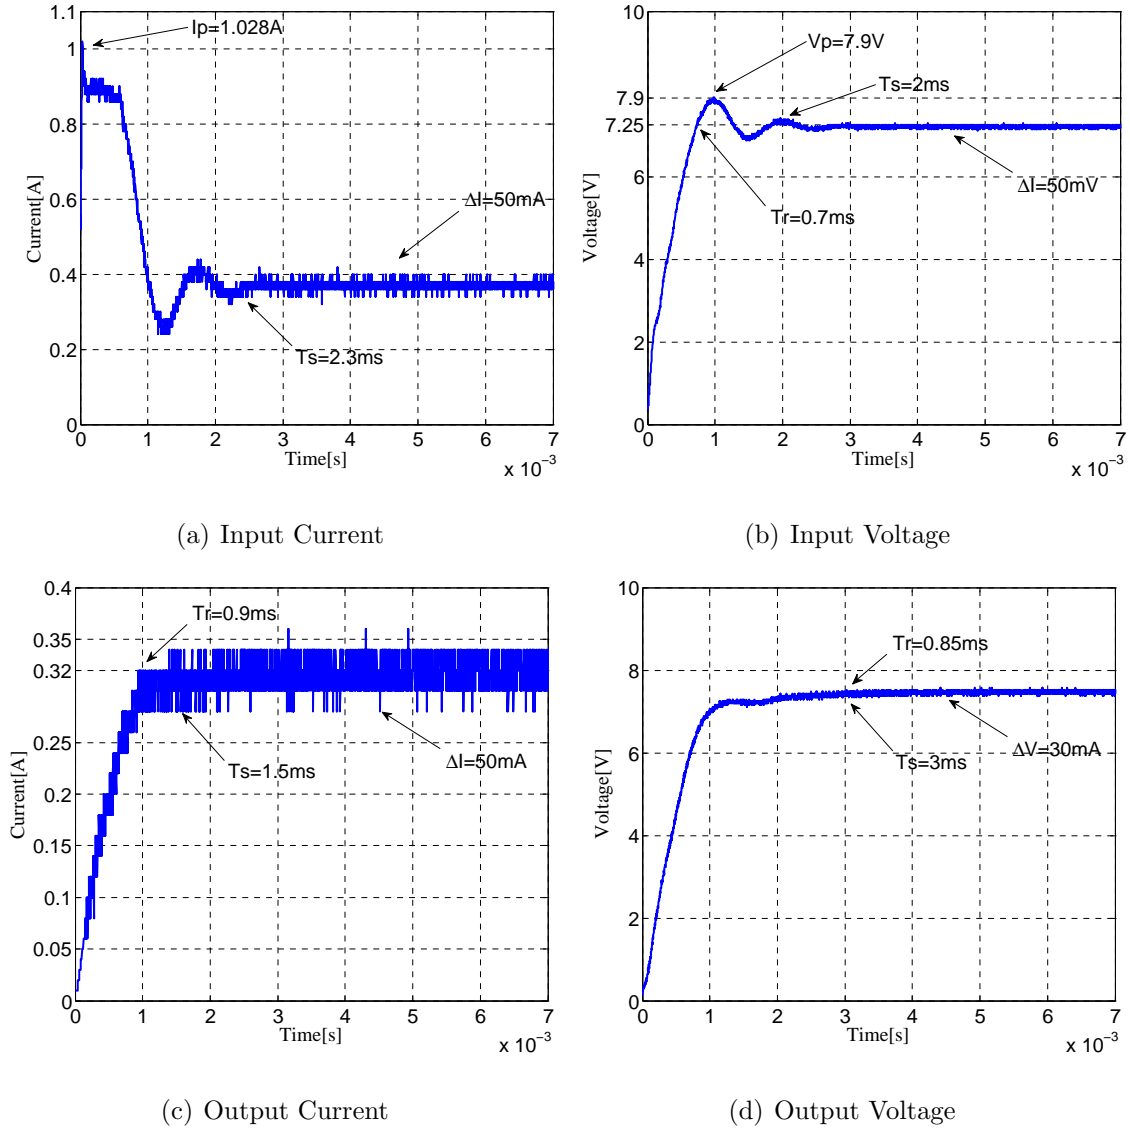 1.1
Ip=1.028A
1
0.8
0.6
0.4
0.2
0
Current[A]
ΔI=50mA
Ts=2.3ms
0 1 2 3 4 5 6 7
Time[s]
x 10⁻³
(a) Input Current
10
Vp=7.9V
Ts=2ms
7.9
7.25
6
4
2
0
Voltage[V]
ΔI=50mV
Tr=0.7ms
0 1 2 3 4 5 6 7
Time[s]
x 10⁻³
(b) Input Voltage
0.4
Tr=0.9ms
0.35
0.32
0.25
0.2
0.15
0.1
0.05
0
Current[A]
Ts=1.5ms
ΔI=50mA
0 1 2 3 4 5 6 7
Time[s]
x 10⁻³
(c) Output Current
10
Tr=0.85ms
8
6
4
2
0
Voltage[V]
ΔV=30mA
Ts=3ms
0 1 2 3 4 5 6 7
Time[s]
x 10⁻³
(d) Output Voltage